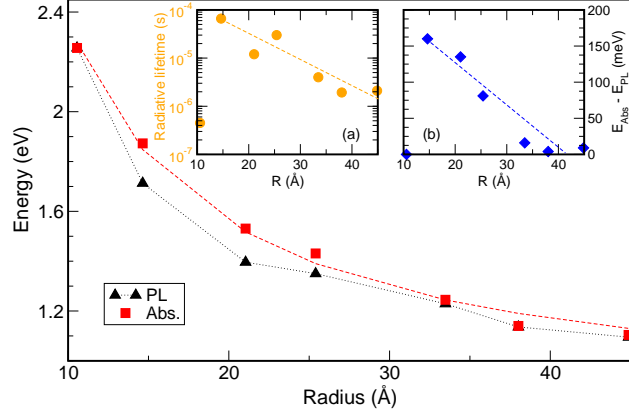 2.4
2
1.6
1.2
Energy (eV)
10 20 30 40
Radius (Å)
PL
Abs.
10^-4
10^-5
10^-6
10^-7
Radiative lifetime (s)
10 20 30 40
R (Å)
(a)
10 20 30 40
R (Å)
(b)
200
150
100
50
0
E_Abs - E_PL (meV)